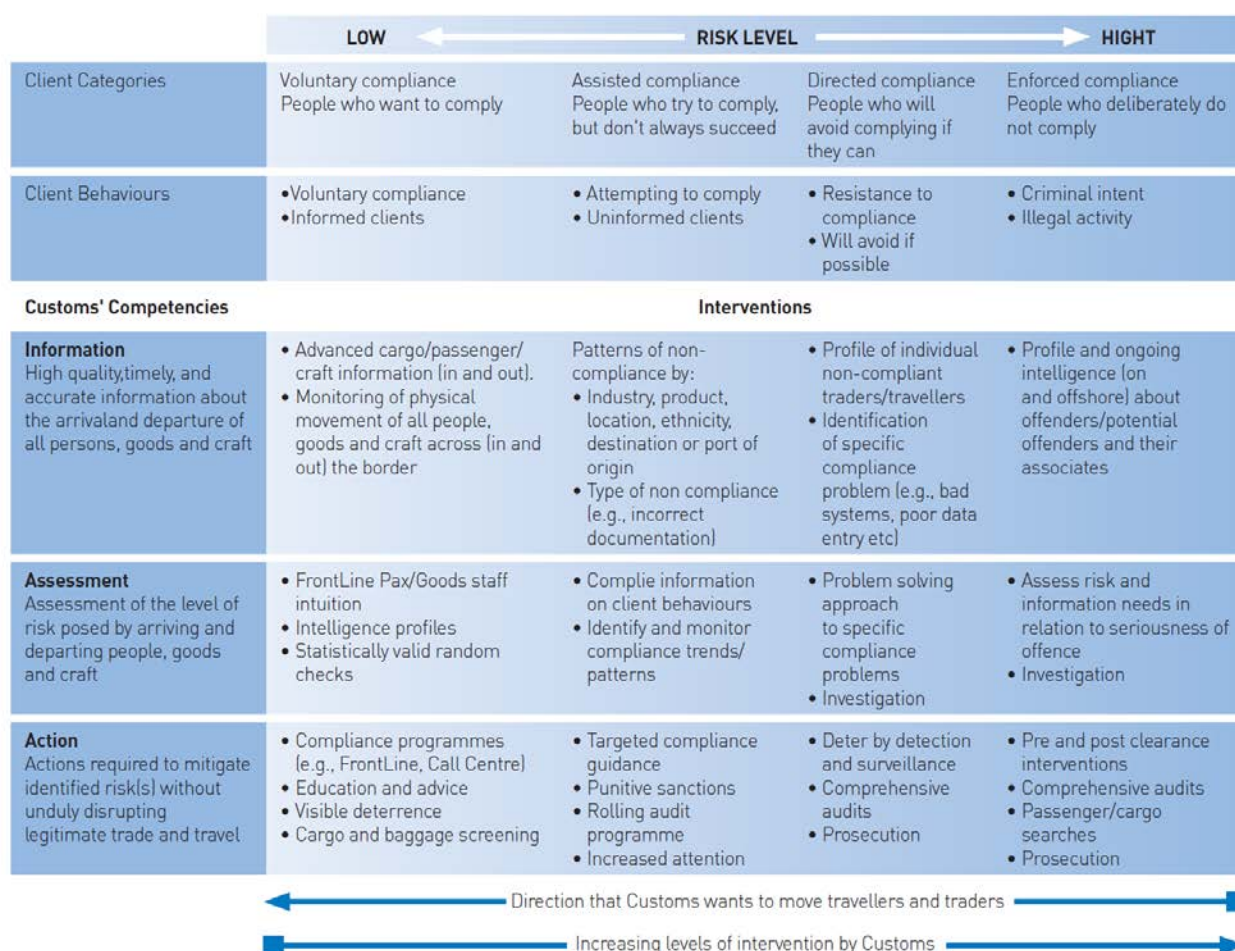 LOW
RISK LEVEL
HIGHT
Client Categories
Voluntary compliance
People who want to comply
Assisted compliance
People who try to comply,
but don't always succeed
Directed compliance
People who will
avoid complying if
they can
Enforced compliance
People who deliberately do
not comply
Client Behaviours
•Voluntary compliance
•Informed clients
• Attempting to comply
• Uninformed clients
• Resistance to
compliance
• Will avoid if
possible
• Criminal intent
• Illegal activity
Customs' Competencies
Interventions
Information
High quality,timely, and
accurate information about
the arrivaland departure of
all persons, goods and craft
• Advanced cargo/passenger/
craft information (in and out).
• Monitoring of physical
movement of all people,
goods and craft across (in and
out) the border
Patterns of non-
compliance by:
• Industry, product,
location, ethnicity,
destination or port of
origin
• Type of non compliance
(e.g., incorrect
documentation)
• Profile of individual
non-compliant
traders/travellers
• Identification
of specific
compliance
problem (e.g., bad
systems, poor data
entry etc)
• Profile and ongoing
intelligence (on
and offshore) about
offenders/potential
offenders and their
associates
Assessment
Assessment of the level of
risk posed by arriving and
departing people, goods
and craft
• FrontLine Pax/Goods staff
intuition
• Intelligence profiles
• Statistically valid random
checks
• Complie information
on client behaviours
• Identify and monitor
compliance trends/
patterns
• Problem solving
approach
to specific
compliance
problems
• Investigation
• Assess risk and
information needs in
relation to seriousness of
offence
• Investigation
Action
Actions required to mitigate
identified risk(s) without
unduly disrupting
legitimate trade and travel
• Compliance programmes
(e.g., FrontLine, Call Centre)
• Education and advice
• Visible deterrence
• Cargo and baggage screening
• Targeted compliance
guidance
• Punitive sanctions
• Rolling audit
programme
• Increased attention
• Deter by detection
and surveillance
• Comprehensive
audits
• Prosecution
• Pre and post clearance
interventions
• Comprehensive audits
• Passenger/cargo
searches
• Prosecution
Direction that Customs wants to move travellers and traders
Increasing levels of intervention by Customs